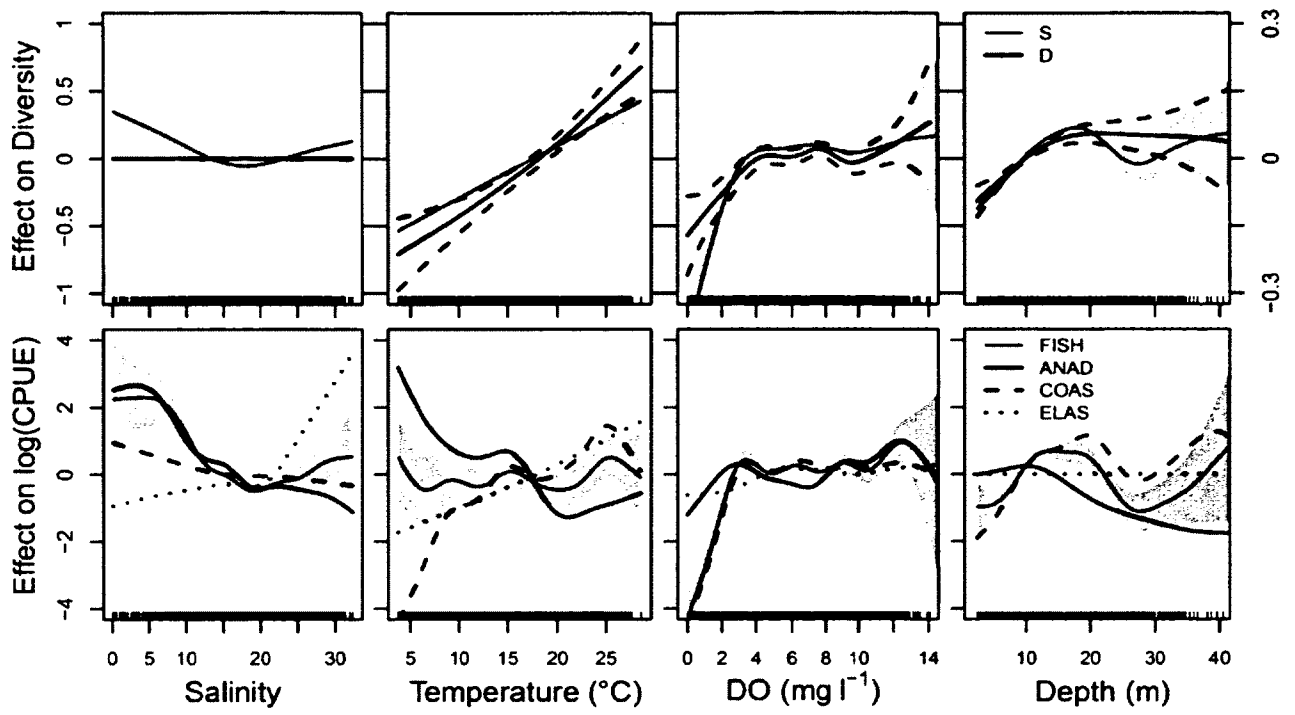 Effect on Diversity
1
0.5
0
−0.5
−1
S
D
0.3
0
−0.3
Effect on log(CPUE)
4
2
0
−2
−4
FISH
ANAD
COAS
ELAS
0 5 10 20 30
5 10 15 20 25
0 2 4 6 8 10 14
10 20 30 40
Salinity
Temperature (°C)
DO (mg l⁻¹)
Depth (m)